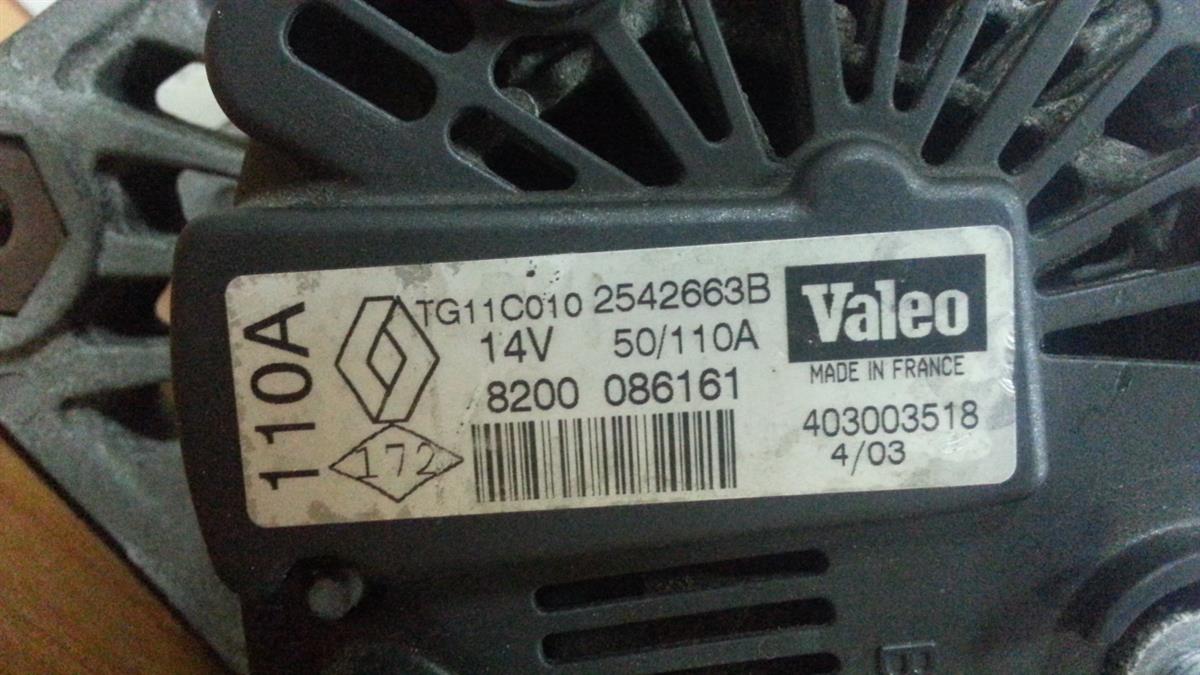 110A
TG11C010 2542663B
14V 50/110A
8200 086161
172
Valeo
MADE IN FRANCE
403003518
4/03
B